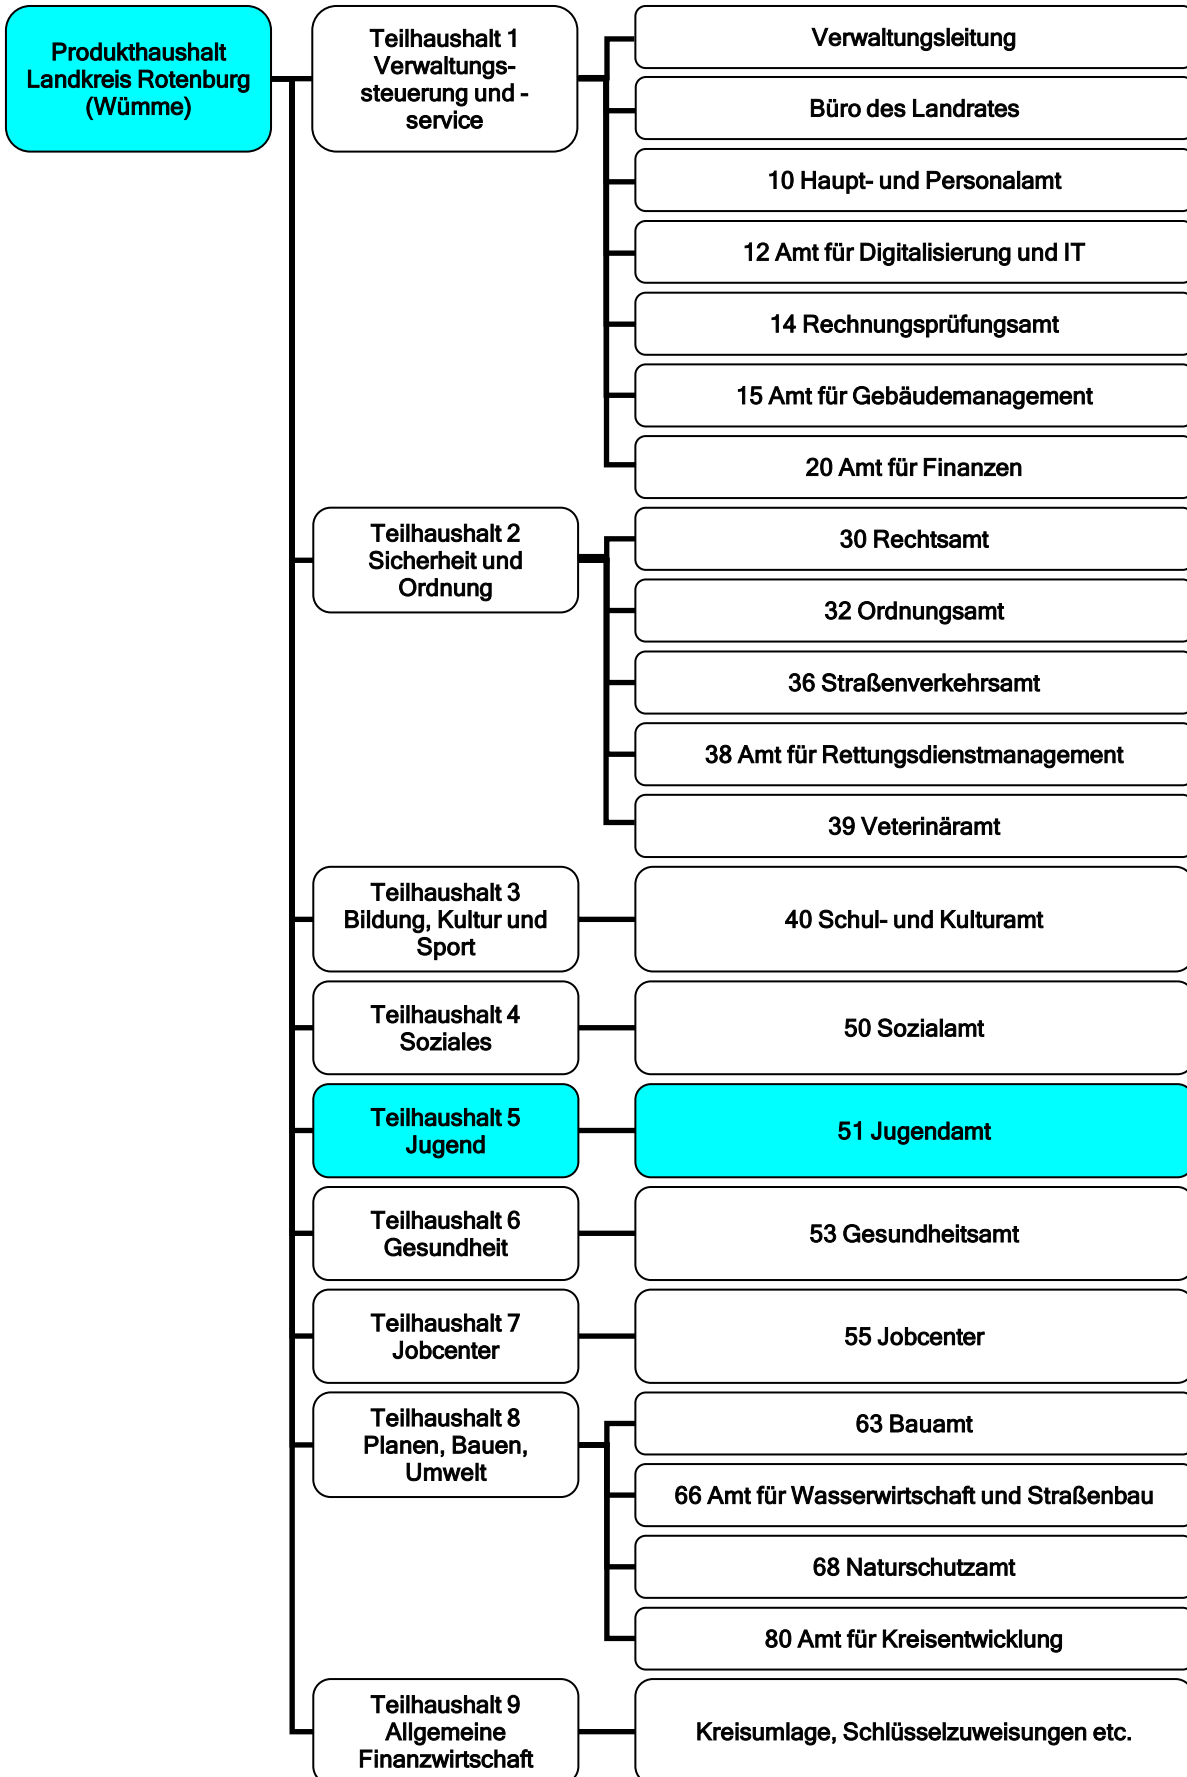 Produkthaushalt
Landkreis Rotenburg
(Wümme)
Teilhaushalt 1
Verwaltungs-
steuerung und -
service
Verwaltungsleitung
Büro des Landrates
10 Haupt- und Personalamt
12 Amt für Digitalisierung und IT
14 Rechnungsprüfungsamt
15 Amt für Gebäudemanagement
20 Amt für Finanzen
Teilhaushalt 2
Sicherheit und
Ordnung
30 Rechtsamt
32 Ordnungsamt
36 Straßenverkehrsamt
38 Amt für Rettungsdienstmanagement
39 Veterinäramt
Teilhaushalt 3
Bildung, Kultur und
Sport
40 Schul- und Kulturamt
Teilhaushalt 4
Soziales
50 Sozialamt
Teilhaushalt 5
Jugend
51 Jugendamt
Teilhaushalt 6
Gesundheit
53 Gesundheitsamt
Teilhaushalt 7
Jobcenter
55 Jobcenter
Teilhaushalt 8
Planen, Bauen,
Umwelt
63 Bauamt
66 Amt für Wasserwirtschaft und Straßenbau
68 Naturschutzamt
80 Amt für Kreisentwicklung
Teilhaushalt 9
Allgemeine
Finanzwirtschaft
Kreisumlage, Schlüsselzuweisungen etc.